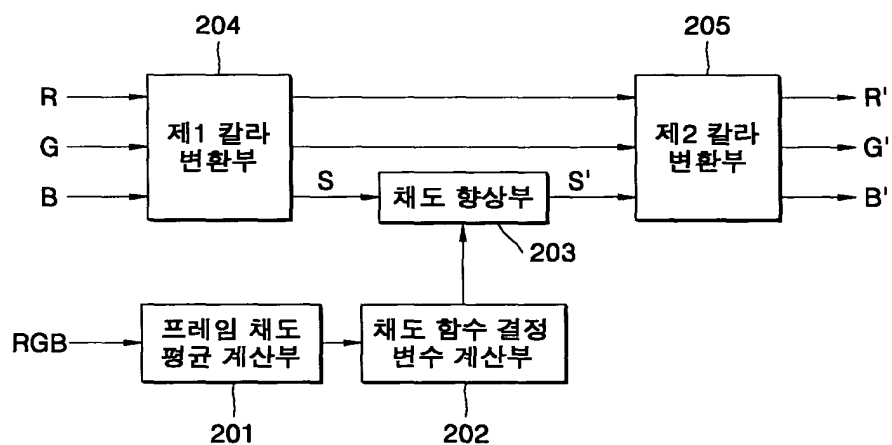 204
205
R
G
B
제1 칼라
변환부
S
채도 향상부
S'
203
제2 칼라
변환부
R'
G'
B'
RGB
프레임 채도
평균 계산부
201
채도 함수 결정
변수 계산부
202